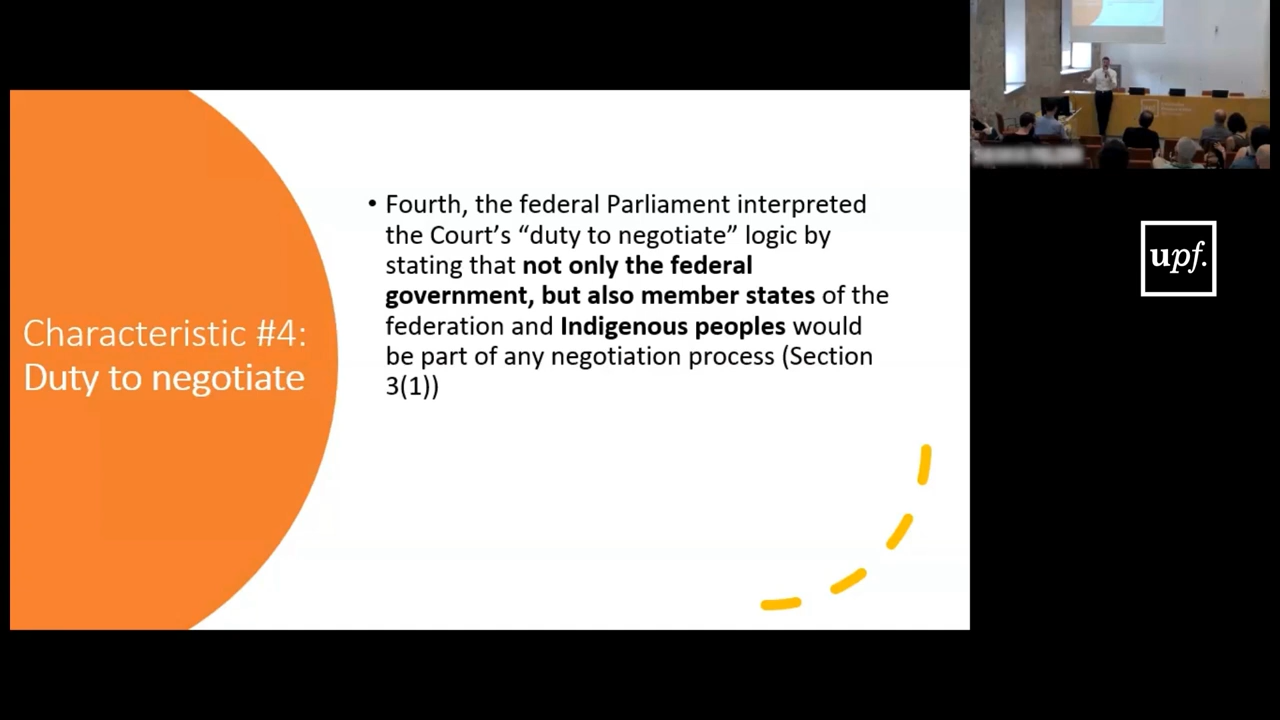 Characteristic #4:
Duty to negotiate
• Fourth, the federal Parliament interpreted
the Court’s “duty to negotiate” logic by
stating that not only the federal
government, but also member states of the
federation and Indigenous peoples would
be part of any negotiation process (Section
3(1))
upf.